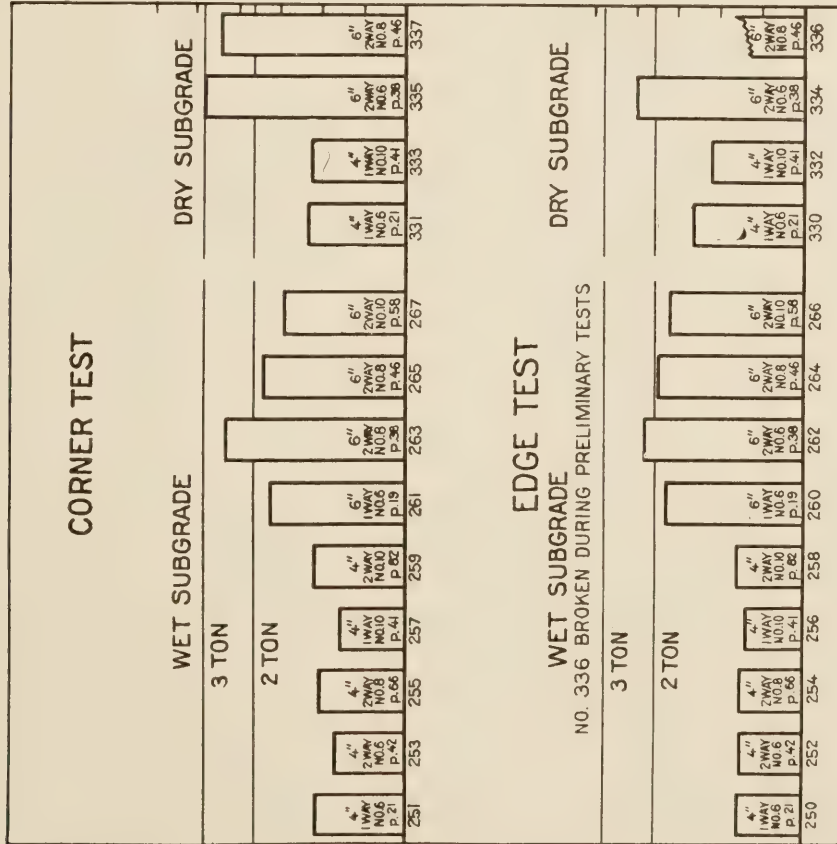 CORNER TEST
WET SUBGRADE
DRY SUBGRADE
3 TON
2 TON
4"
1WAY
NO.6
P.21
251
4"
2WAY
NO.6
P.42
253
4"
2WAY
NO.8
P.66
255
4"
1WAY
NO.10
P.41
257
4"
2WAY
NO.10
P.82
259
6"
1WAY
NO.6
P.19
261
6"
2WAY
NO.8
P.38
263
6"
2WAY
NO.8
P.46
265
6"
2WAY
NO.10
P.58
267
4"
1WAY
NO.6
P.21
331
4"
1WAY
NO.10
P.41
333
6"
2WAY
NO.6
P.38
335
6"
2WAY
NO.8
P.46
337
EDGE TEST
WET SUBGRADE
NO. 336 BROKEN DURING PRELIMINARY TESTS
DRY SUBGRADE
3 TON
2 TON
4"
1WAY
NO.6
P.21
250
4"
2WAY
NO.6
P.42
252
4"
2WAY
NO.8
P.66
254
4"
1WAY
NO.10
P.41
256
4"
2WAY
NO.10
P.82
258
6"
1WAY
NO.6
P.19
260
6"
2WAY
NO.6
P.38
262
6"
2WAY
NO.8
P.46
264
6"
2WAY
NO.10
P.58
266
4"
1WAY
NO.6
P.21
330
4"
1WAY
NO.10
P.41
332
6"
2WAY
NO.6
P.38
334
6"
2WAY
NO.8
P.46
336